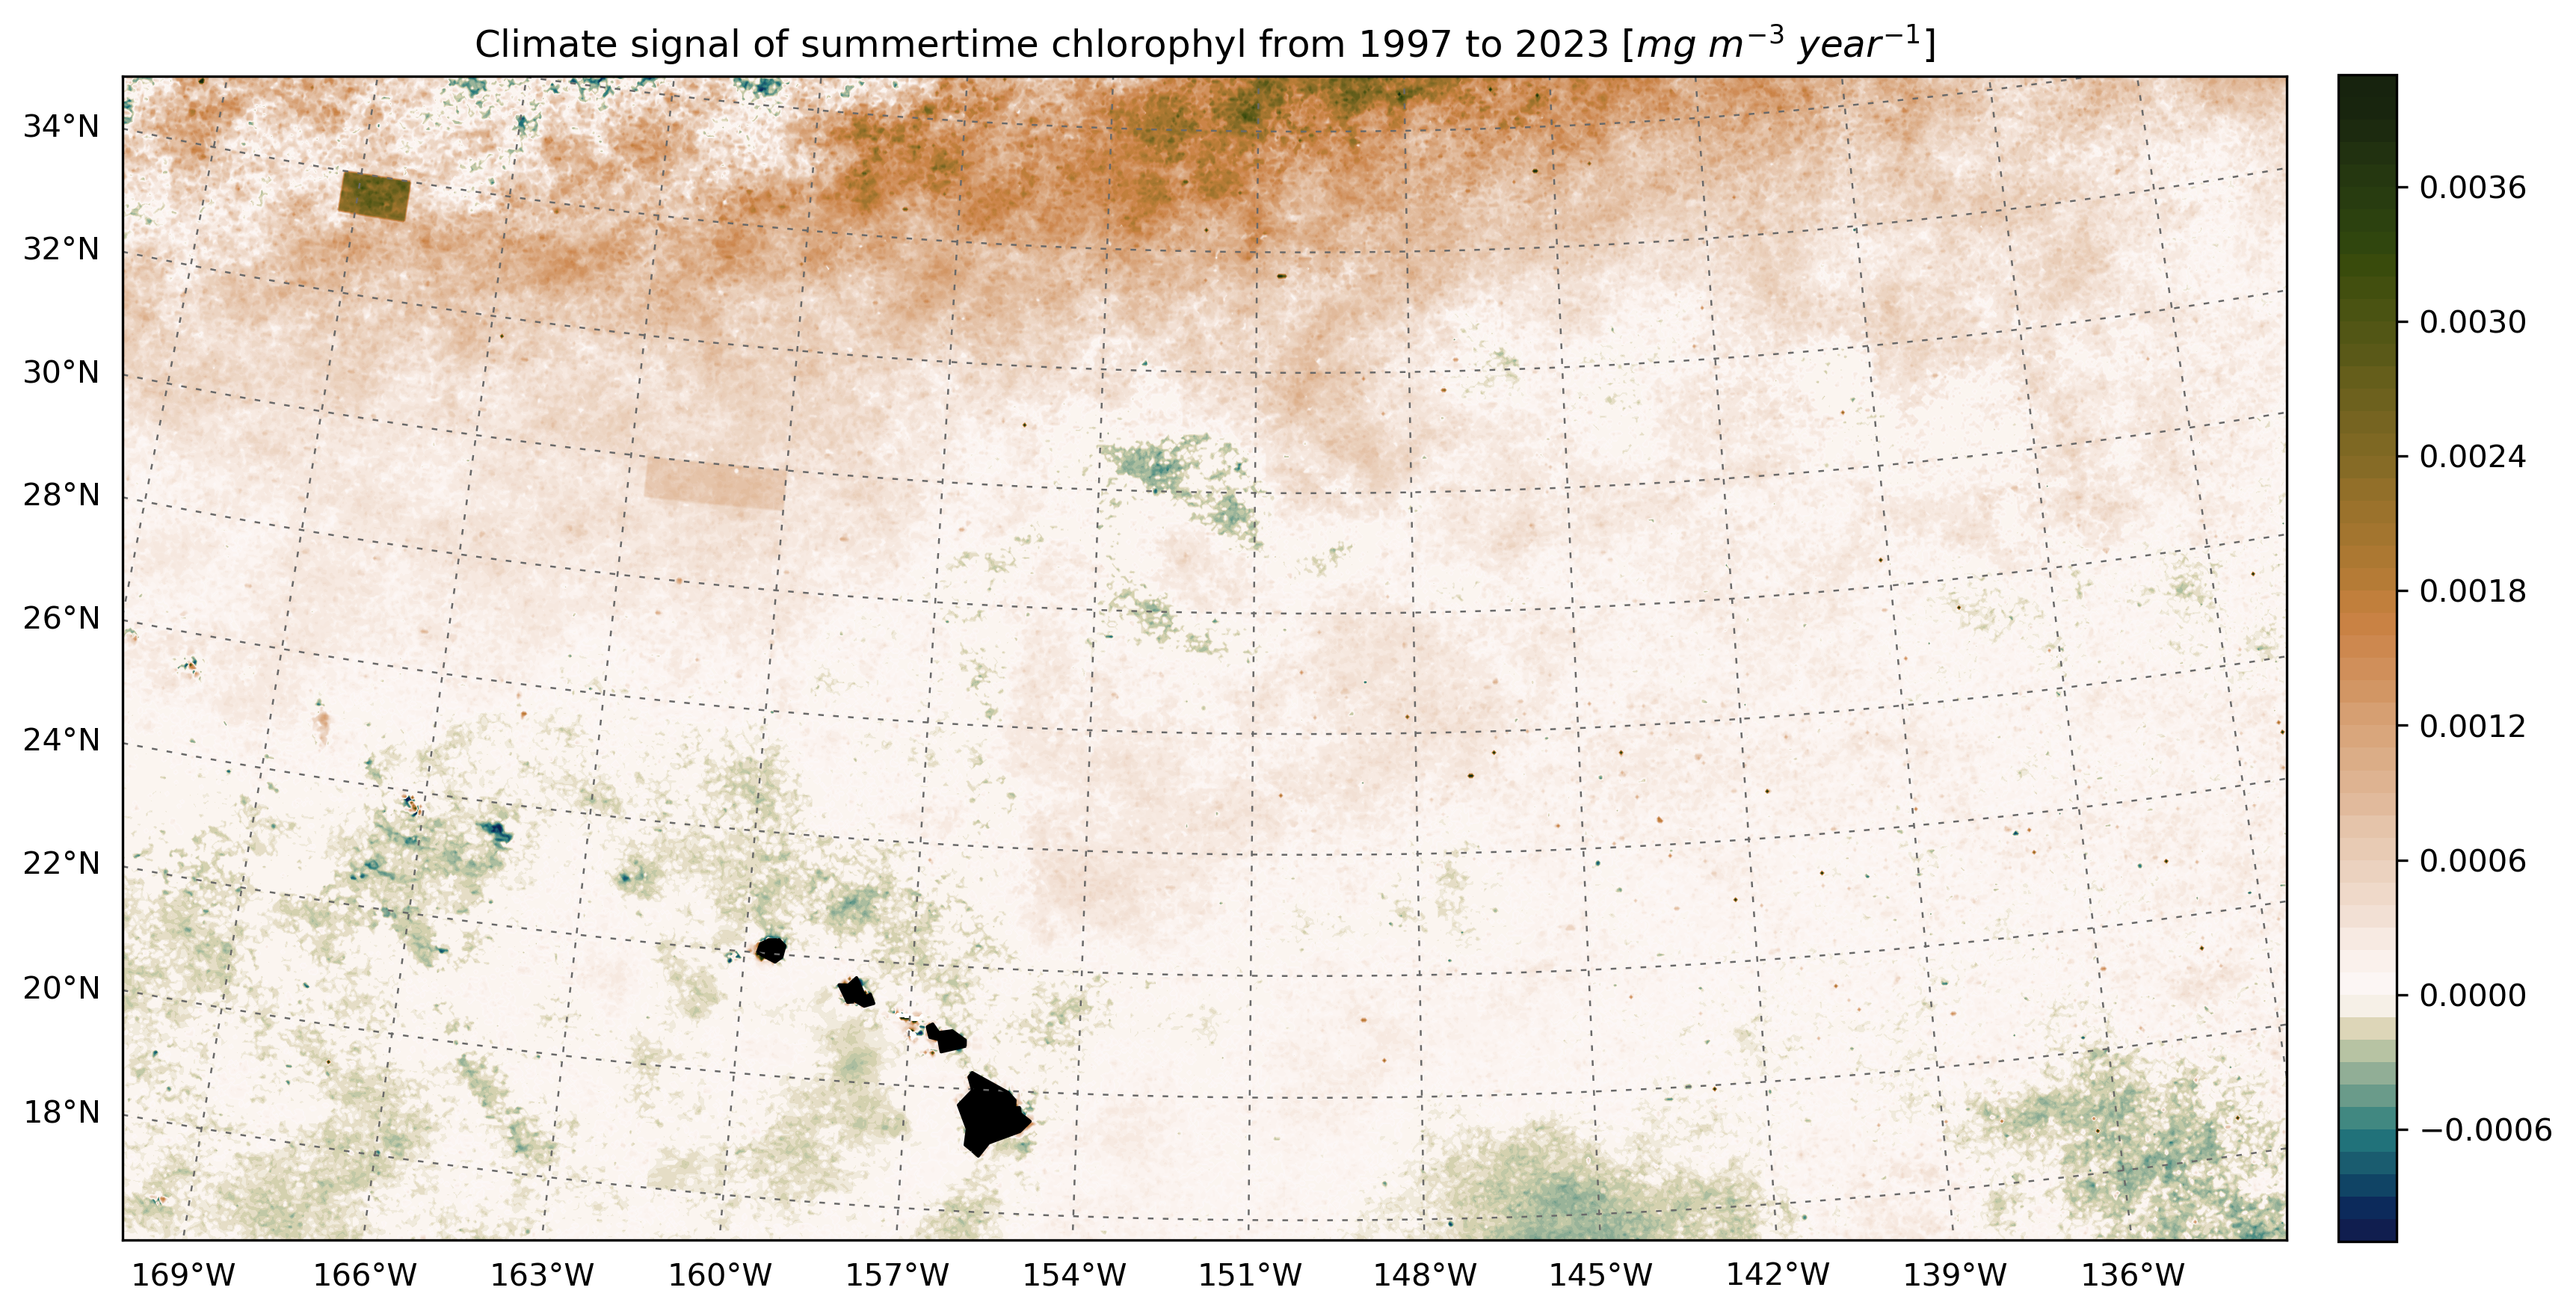 Climate signal of summertime chlorophyl from 1997 to 2023 [mg m⁻³ year⁻¹]
34°N
32°N
30°N
28°N
26°N
24°N
22°N
20°N
18°N
169°W 166°W 163°W 160°W 157°W 154°W 151°W 148°W 145°W 142°W 139°W 136°W
0.0036
0.0030
0.0024
0.0018
0.0012
0.0006
0.0000
−0.0006